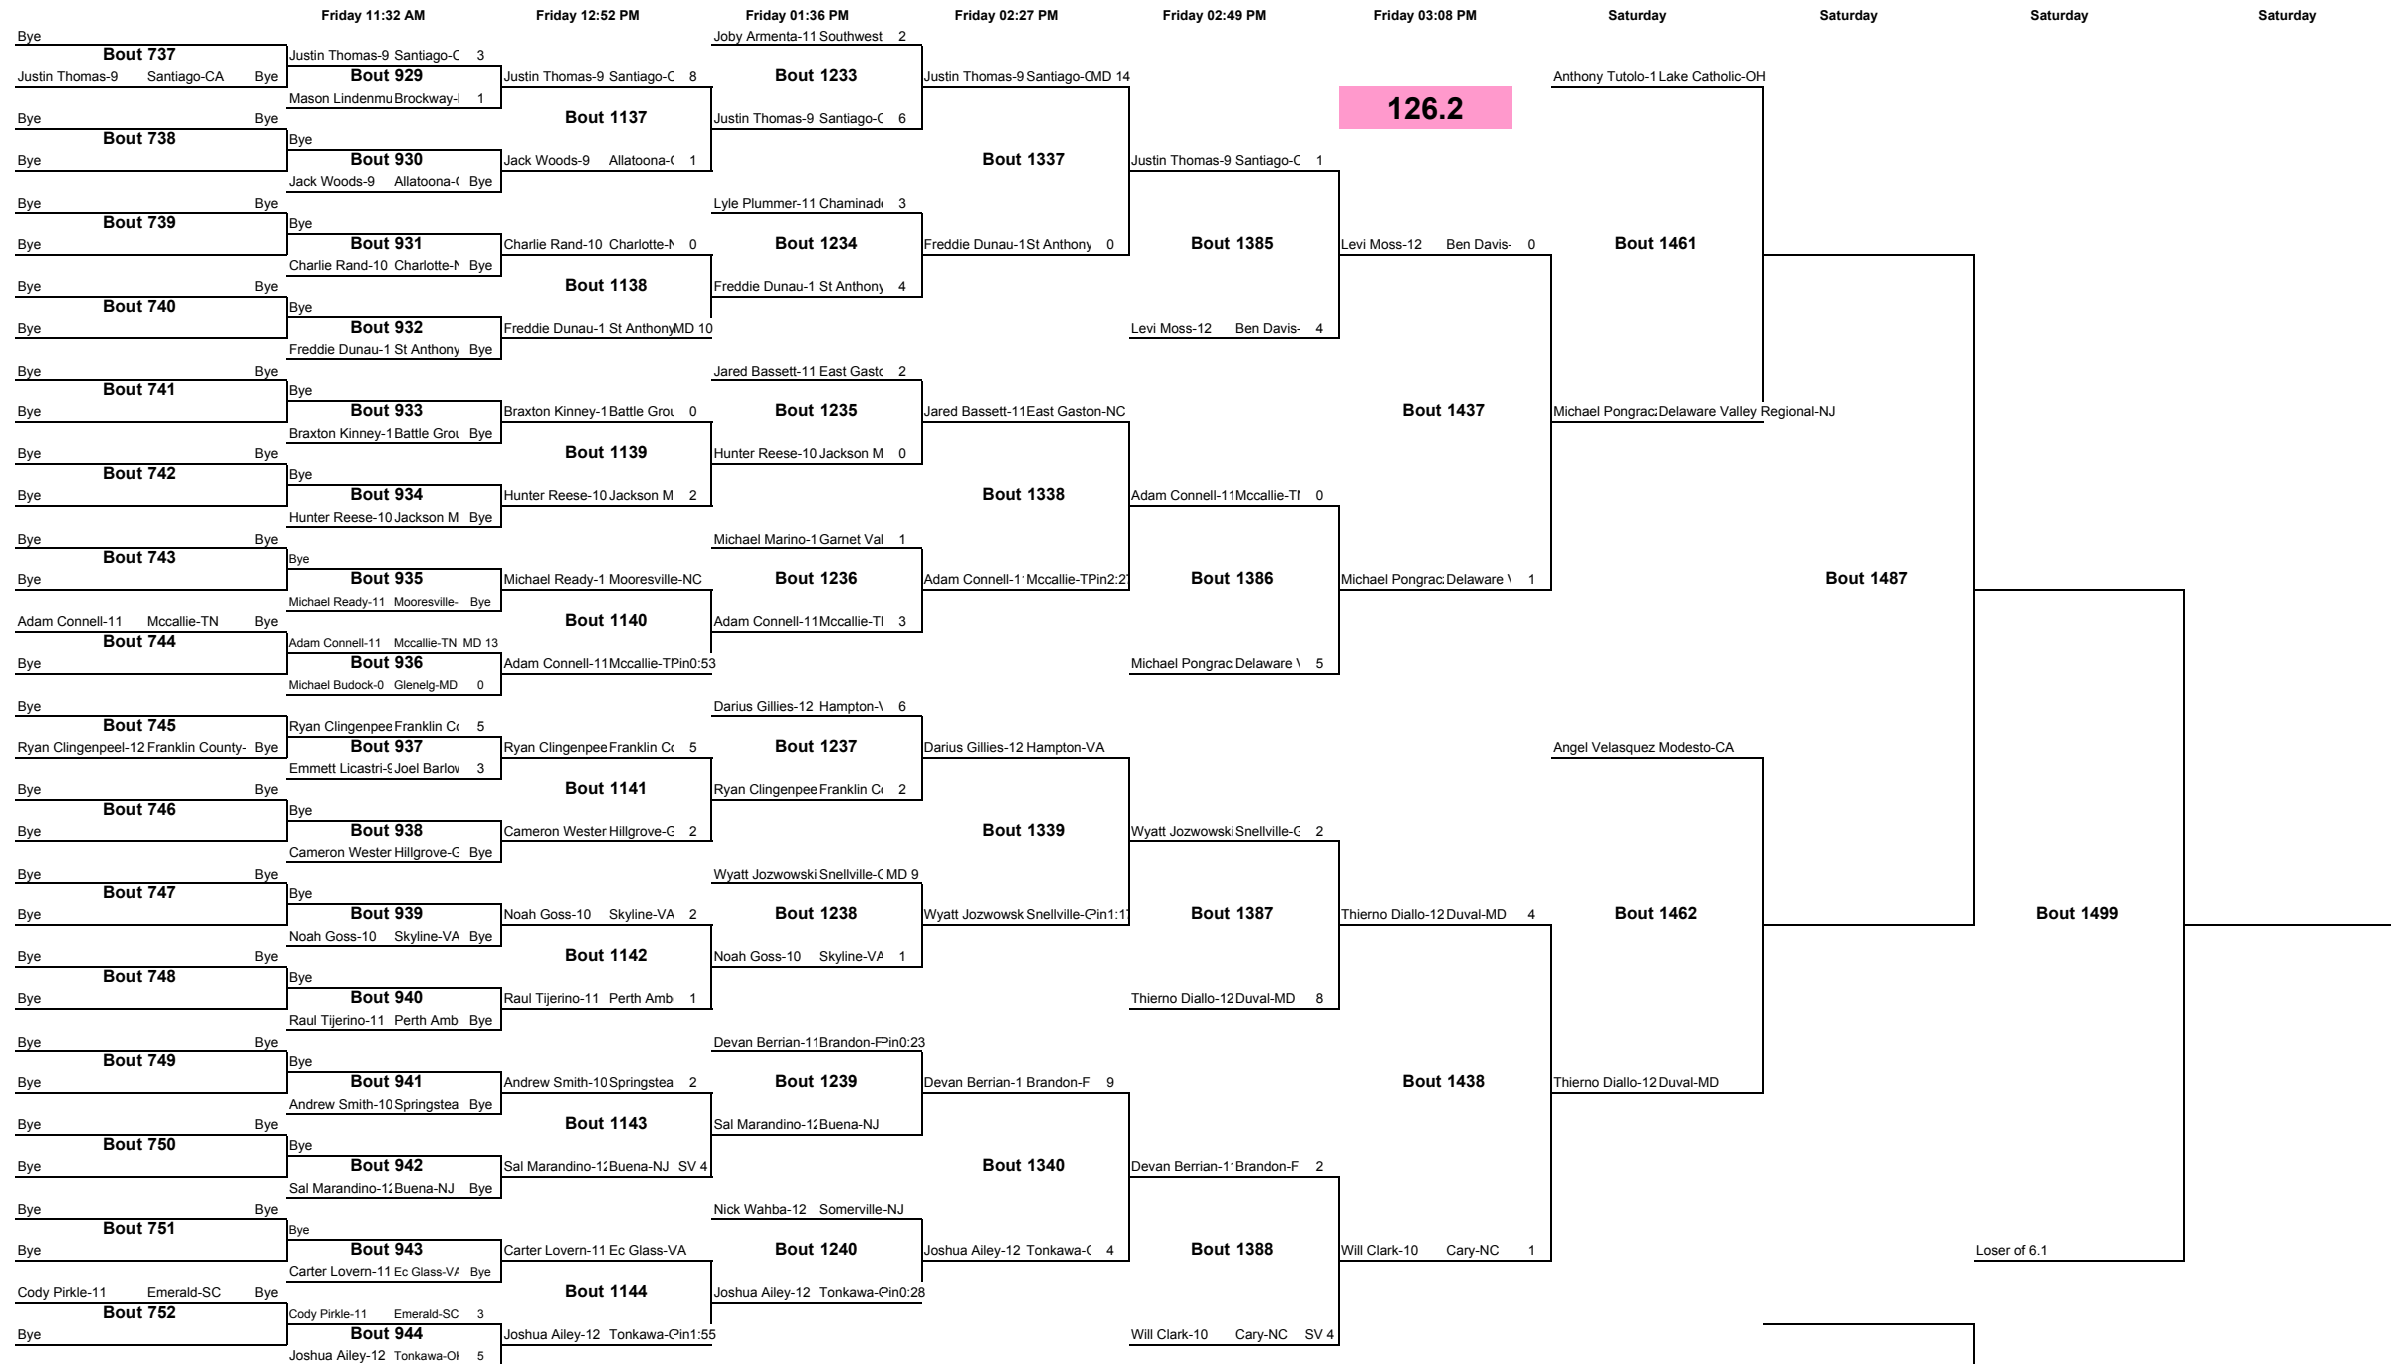 Friday 11:32 AM Friday 12:52 PM Friday 01:36 PM Friday 02:27 PM Friday 02:49 PM Friday 03:08 PM Saturday Saturday Saturday Saturday
Bye Joby Armenta-11 Southwest 2
Bout 737 Justin Thomas-9 Santiago-C 3
Justin Thomas-9 Santiago-CA Bye Bout 929 Justin Thomas-9 Santiago-C 8 Bout 1233 Justin Thomas-9 Santiago-C MD 14 Anthony Tutolo-1 Lake Catholic-OH
Mason Lindenmu Brockway- 1 126.2
Bye Bye Bout 1137 Justin Thomas-9 Santiago-C 6
Bout 738 Bye
Bye Bout 930 Jack Woods-9 Allatoona-( 1 Bout 1337 Justin Thomas-9 Santiago-C 1
Jack Woods-9 Allatoona-( Bye
Bye Bye Lyle Plummer-11 Chaminad 3
Bout 739 Bye
Bye Bout 931 Charlie Rand-10 Charlotte-N 0 Bout 1234 Freddie Dunau-1 St Anthony 0 Bout 1385 Levi Moss-12 Ben Davis- 0 Bout 1461
Charlie Rand-10 Charlotte-N Bye
Bye Bye Bout 1138 Freddie Dunau-1 St Anthony 4
Bout 740 Bye
Bye Bout 932 Freddie Dunau-1 St Anthony MD 10 Levi Moss-12 Ben Davis- 4
Freddie Dunau-1 St Anthony Bye
Bye Bye Jared Bassett-11 East Gast 2
Bout 741 Bye
Bye Bout 933 Braxton Kinney-1 Battle Grou 0 Bout 1235 Jared Bassett-11 East Gaston-NC Bout 1437 Michael Pongrac Delaware Valley Regional-NJ
Braxton Kinney-1 Battle Grou Bye
Bye Bye Bout 1139 Hunter Reese-10 Jackson M 0
Bout 742 Bye
Bye Bout 934 Hunter Reese-10 Jackson M 2 Bout 1338 Adam Connell-11 Mccallie-TN 0
Hunter Reese-10 Jackson M Bye
Bye Bye Michael Marino-1 Garnet Val 1
Bout 743 Bye
Bye Bout 935 Michael Ready-1 Mooresville-NC Bout 1236 Adam Connell-1 Mccallie-T Pin2:27 Bout 1386 Michael Pongrac Delaware V 1 Bout 1487
Michael Ready-11 Mooresville- Bye
Adam Connell-11 Mccallie-TN Bye Bout 1140 Adam Connell-11 Mccallie-T 3
Bout 744 Adam Connell-11 Mccallie-TN MD 13
Bye Bout 936 Adam Connell-11 Mccallie-T Pin0:53 Michael Pongrac Delaware V 5
Michael Budock-0 Glenelg-MD 0
Bye Darius Gillies-12 Hampton-V 6
Bout 745 Ryan Clingenpee Franklin Co 5
Ryan Clingenpeel-12 Franklin County- Bye Bout 937 Ryan Clingenpee Franklin Co 5 Bout 1237 Darius Gillies-12 Hampton-VA Angel Velasquez Modesto-CA
Emmett Licastri-9 Joel Barlow 3
Bye Bye Bout 1141 Ryan Clingenpee Franklin Co 2
Bout 746 Bye
Bye Bout 938 Cameron Wester Hillgrove-G 2 Bout 1339 Wyatt Jozwowski Snellville-G 2
Cameron Wester Hillgrove-G Bye
Bye Bye Wyatt Jozwowski Snellville-G MD 9
Bout 747 Bye
Bye Bout 939 Noah Goss-10 Skyline-VA 2 Bout 1238 Wyatt Jozwowsk Snellville-G Pin1:17 Bout 1387 Thierno Diallo-12 Duval-MD 4 Bout 1462 Bout 1499
Noah Goss-10 Skyline-VA Bye
Bye Bye Bout 1142 Noah Goss-10 Skyline-VA 1
Bout 748 Bye
Bye Bout 940 Raul Tijerino-11 Perth Amb 1 Thierno Diallo-12 Duval-MD 8
Raul Tijerino-11 Perth Amb Bye
Bye Bye Devan Berrian-11 Brandon-F Pin0:23
Bout 749 Bye
Bye Bout 941 Andrew Smith-10 Springstea 2 Bout 1239 Devan Berrian-1 Brandon-F 9 Bout 1438 Thierno Diallo-12 Duval-MD
Andrew Smith-10 Springstea Bye
Bye Bye Bout 1143 Sal Marandino-12 Buena-NJ
Bout 750 Bye
Bye Bout 942 Sal Marandino-12 Buena-NJ SV 4 Bout 1340 Devan Berrian-1 Brandon-F 2
Sal Marandino-12 Buena-NJ Bye
Bye Bye Nick Wahba-12 Somerville-NJ
Bout 751 Bye
Bye Bout 943 Carter Lovern-11 Ec Glass-VA Bout 1240 Joshua Ailey-12 Tonkawa-( 4 Bout 1388 Will Clark-10 Cary-NC 1 Loser of 6.1
Carter Lovern-11 Ec Glass-VA Bye
Cody Pirkle-11 Emerald-SC Bye Bout 1144 Joshua Ailey-12 Tonkawa-O Pin0:28
Bout 752 Cody Pirkle-11 Emerald-SC 3
Bye Bout 944 Joshua Ailey-12 Tonkawa-O Pin1:55 Will Clark-10 Cary-NC SV 4
Joshua Ailey-12 Tonkawa-OK 5